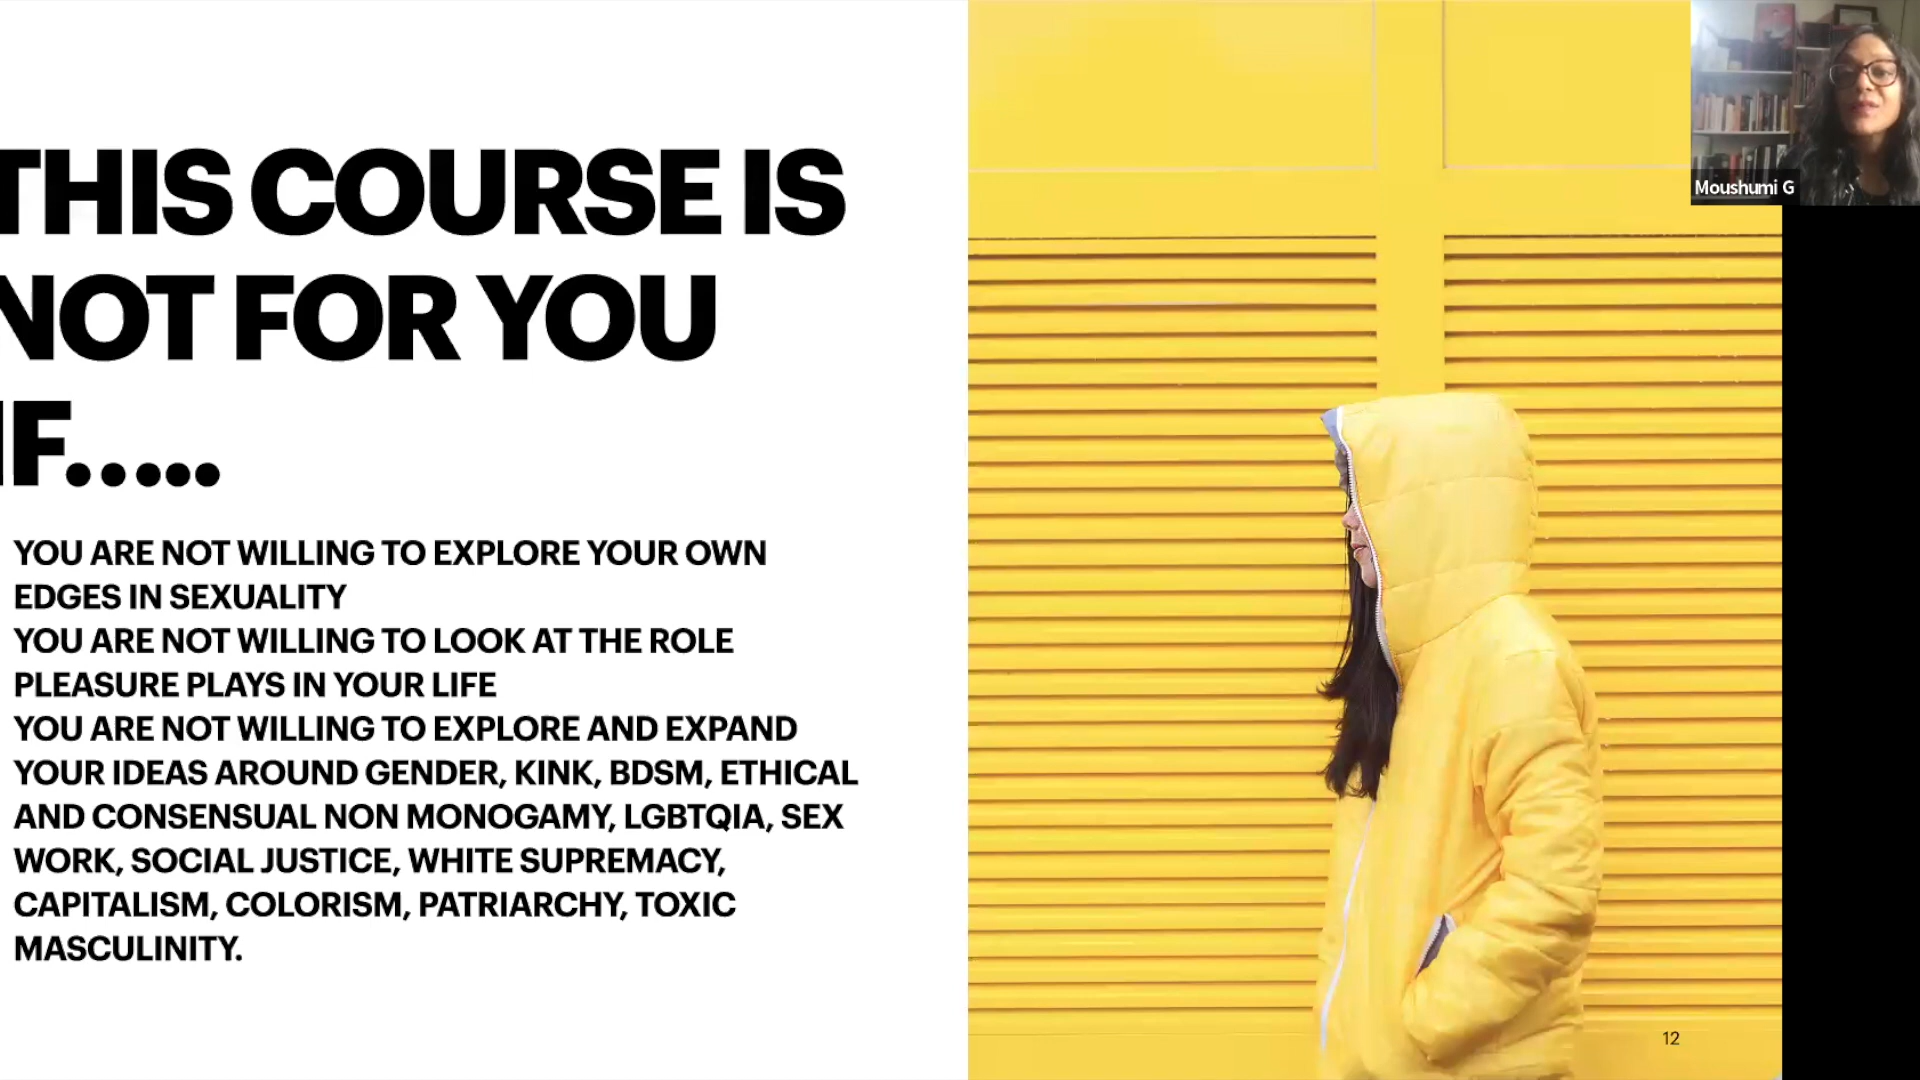 THIS COURSE IS
NOT FOR YOU
IF.....
YOU ARE NOT WILLING TO EXPLORE YOUR OWN
EDGES IN SEXUALITY
YOU ARE NOT WILLING TO LOOK AT THE ROLE
PLEASURE PLAYS IN YOUR LIFE
YOU ARE NOT WILLING TO EXPLORE AND EXPAND
YOUR IDEAS AROUND GENDER, KINK, BDSM, ETHICAL
AND CONSENSUAL NON MONOGAMY, LGBTQIA, SEX
WORK, SOCIAL JUSTICE, WHITE SUPREMACY,
CAPITALISM, COLORISM, PATRIARCHY, TOXIC
MASCULINITY.
Moushumi G
12